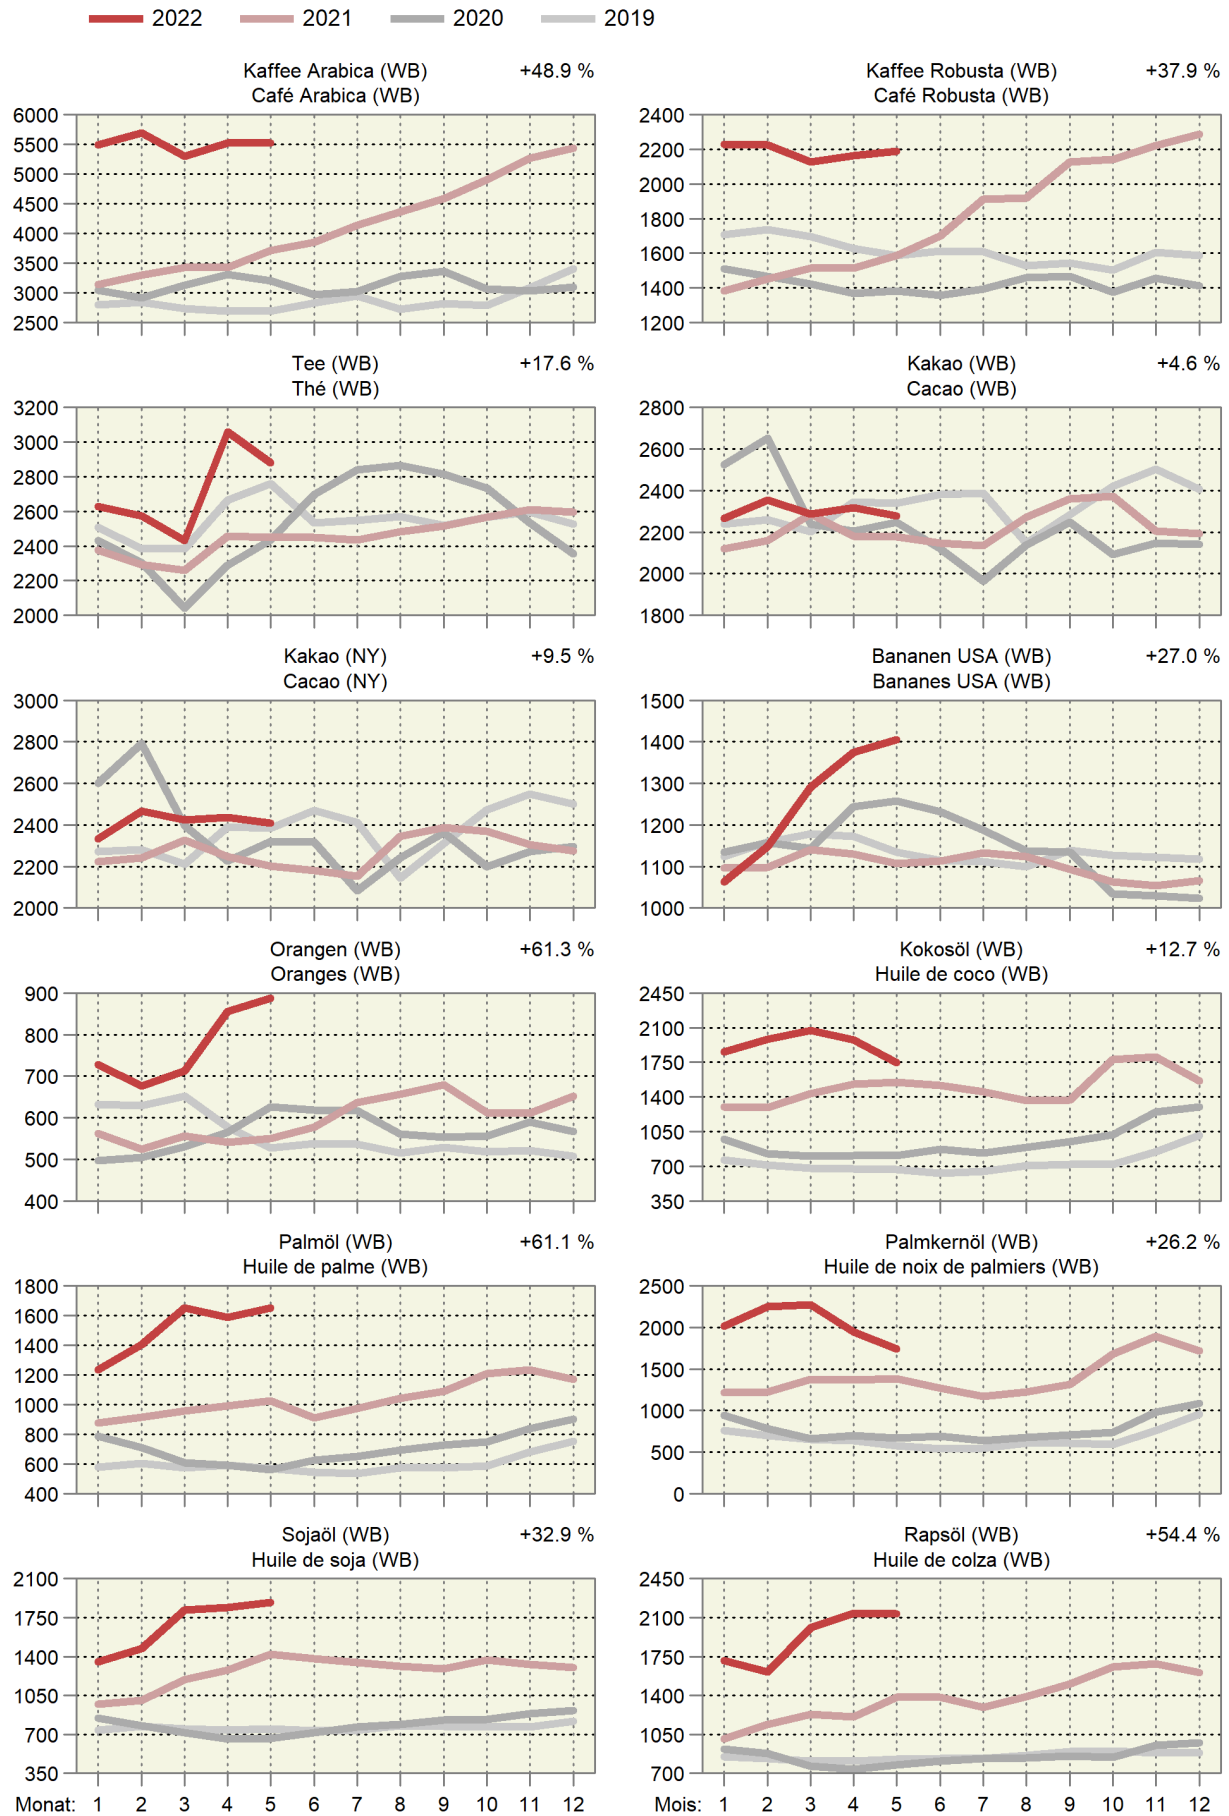 2022 2021 2020 2019
Kaffee Arabica (WB) +48.9 %
Café Arabica (WB)
6000
5500
5000
4500
4000
3500
3000
2500
Kaffee Robusta (WB) +37.9 %
Café Robusta (WB)
2400
2200
2000
1800
1600
1400
1200
Tee (WB) +17.6 %
Thé (WB)
3200
3000
2800
2600
2400
2200
2000
Kakao (WB) +4.6 %
Cacao (WB)
2800
2600
2400
2200
2000
1800
Kakao (NY) +9.5 %
Cacao (NY)
3000
2800
2600
2400
2200
2000
Bananen USA (WB) +27.0 %
Bananes USA (WB)
1500
1400
1300
1200
1100
1000
Orangen (WB) +61.3 %
Oranges (WB)
900
800
700
600
500
400
Kokosöl (WB) +12.7 %
Huile de coco (WB)
2450
2100
1750
1400
1050
700
350
Palmöl (WB) +61.1 %
Huile de palme (WB)
1800
1600
1400
1200
1000
800
600
400
Palmkernöl (WB) +26.2 %
Huile de noix de palmiers (WB)
2500
2000
1500
1000
500
0
Sojaöl (WB) +32.9 %
Huile de soja (WB)
2100
1750
1400
1050
700
350
Monat: 1 2 3 4 5 6 7 8 9 10 11 12
Rapsöl (WB) +54.4 %
Huile de colza (WB)
2450
2100
1750
1400
1050
700
Mois: 1 2 3 4 5 6 7 8 9 10 11 12